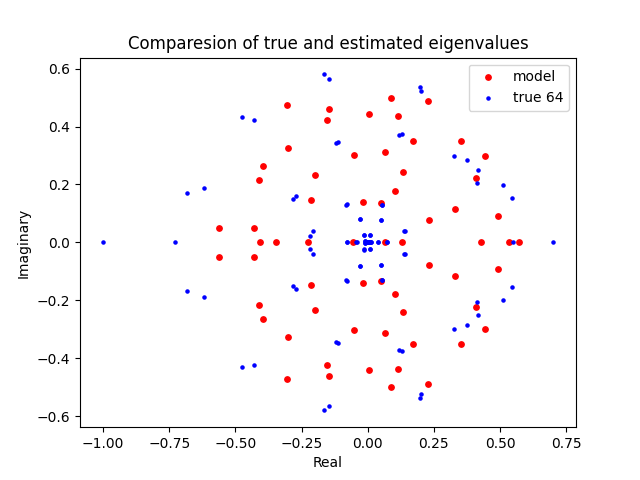 Comparesion of true and estimated eigenvalues
model
true 64
0.6
0.4
0.2
0.0
−0.2
−0.4
−0.6
Imaginary
−1.00 −0.75 −0.50 −0.25 0.00 0.25 0.50 0.75
Real